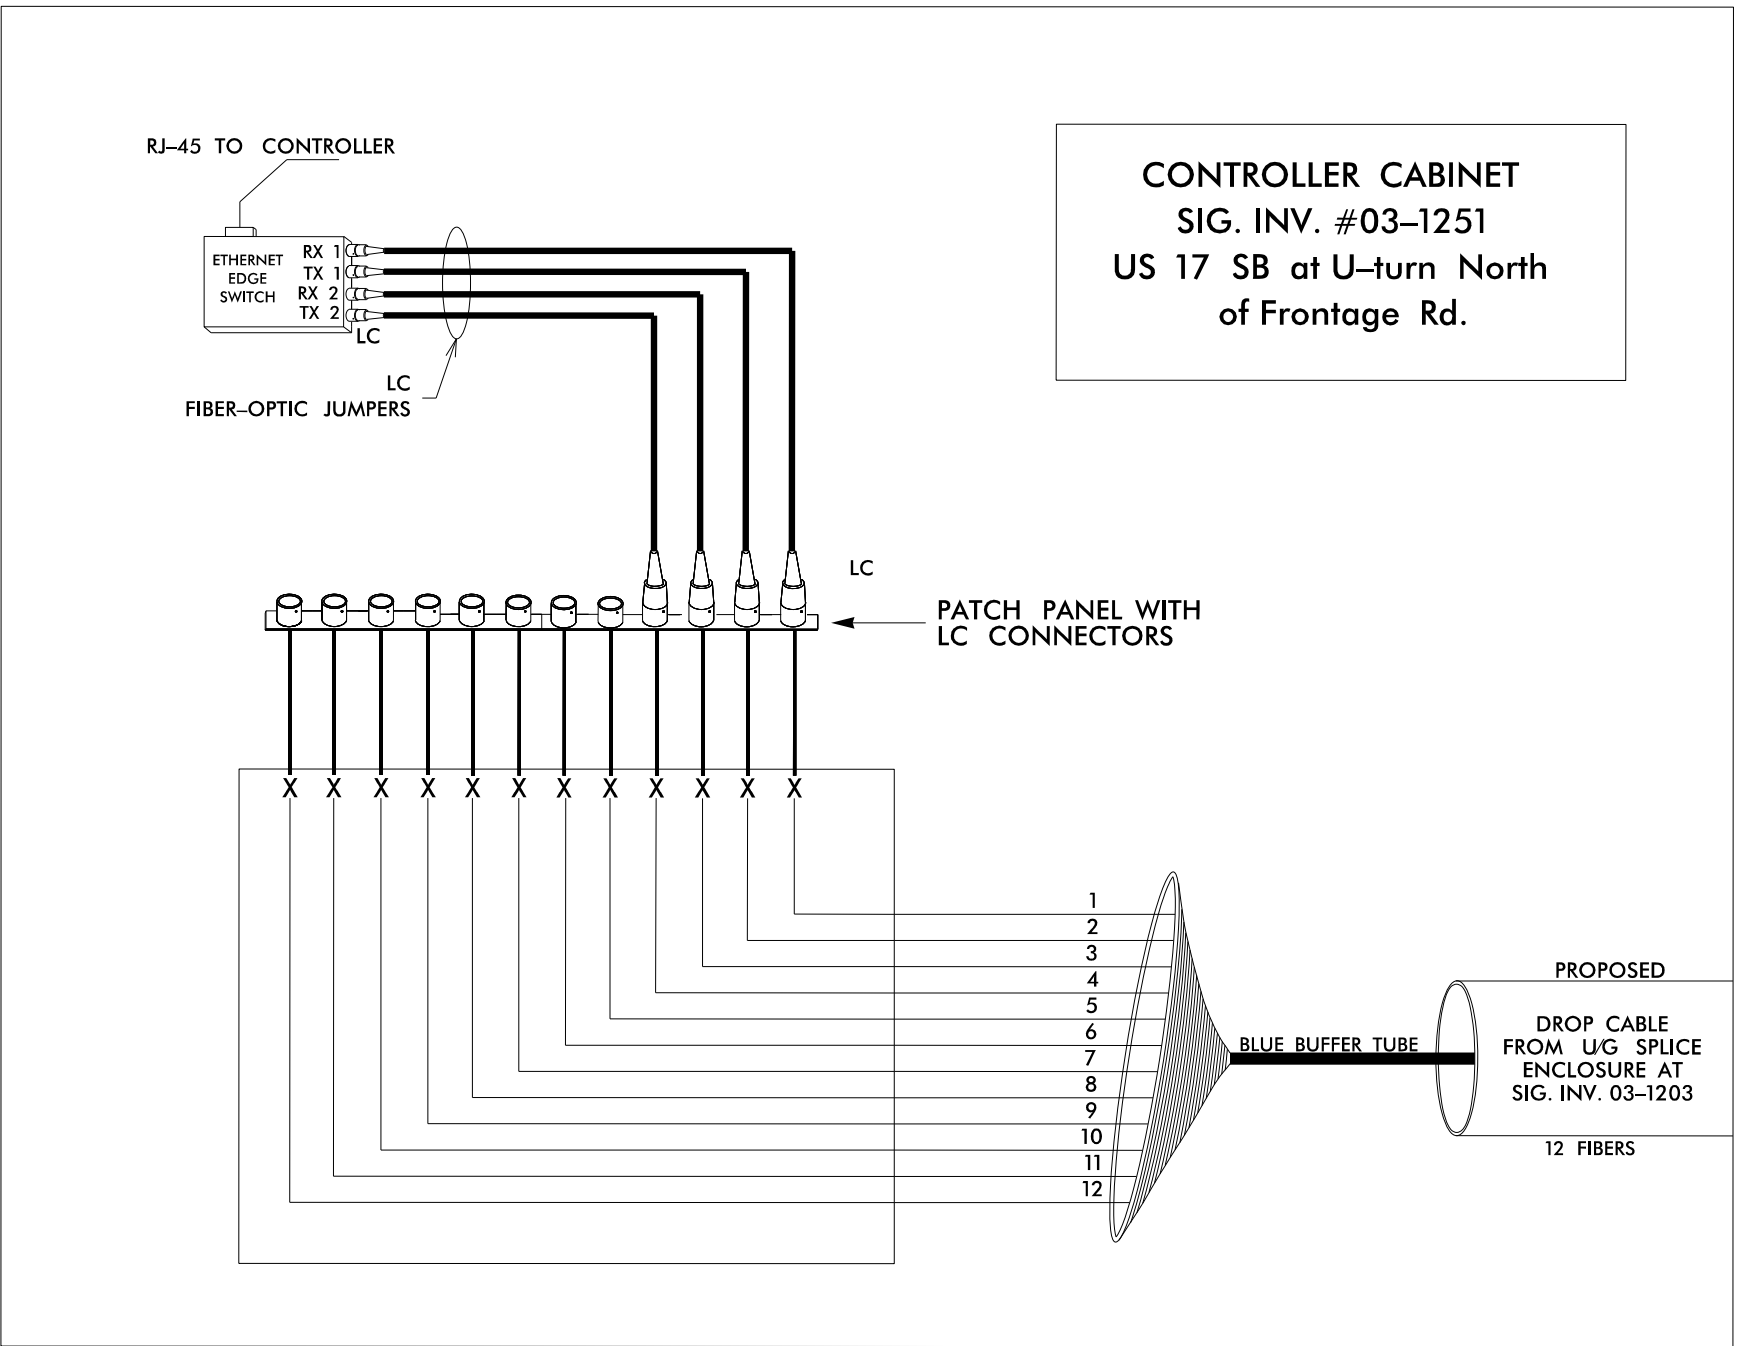 RJ–45 TO CONTROLLER
CONTROLLER CABINET
SIG. INV. #03–1251
US 17 SB at U–turn North
of Frontage Rd.
ETHERNET
EDGE
SWITCH
RX 1
TX 1
RX 2
TX 2
LC
LC
FIBER–OPTIC JUMPERS
LC
PATCH PANEL WITH
LC CONNECTORS
X X X X X X X X X X X X
1
2
3
4
5
6
7
8
9
10
11
12
BLUE BUFFER TUBE
PROPOSED
DROP CABLE
FROM U/G SPLICE
ENCLOSURE AT
SIG. INV. 03–1203
12 FIBERS